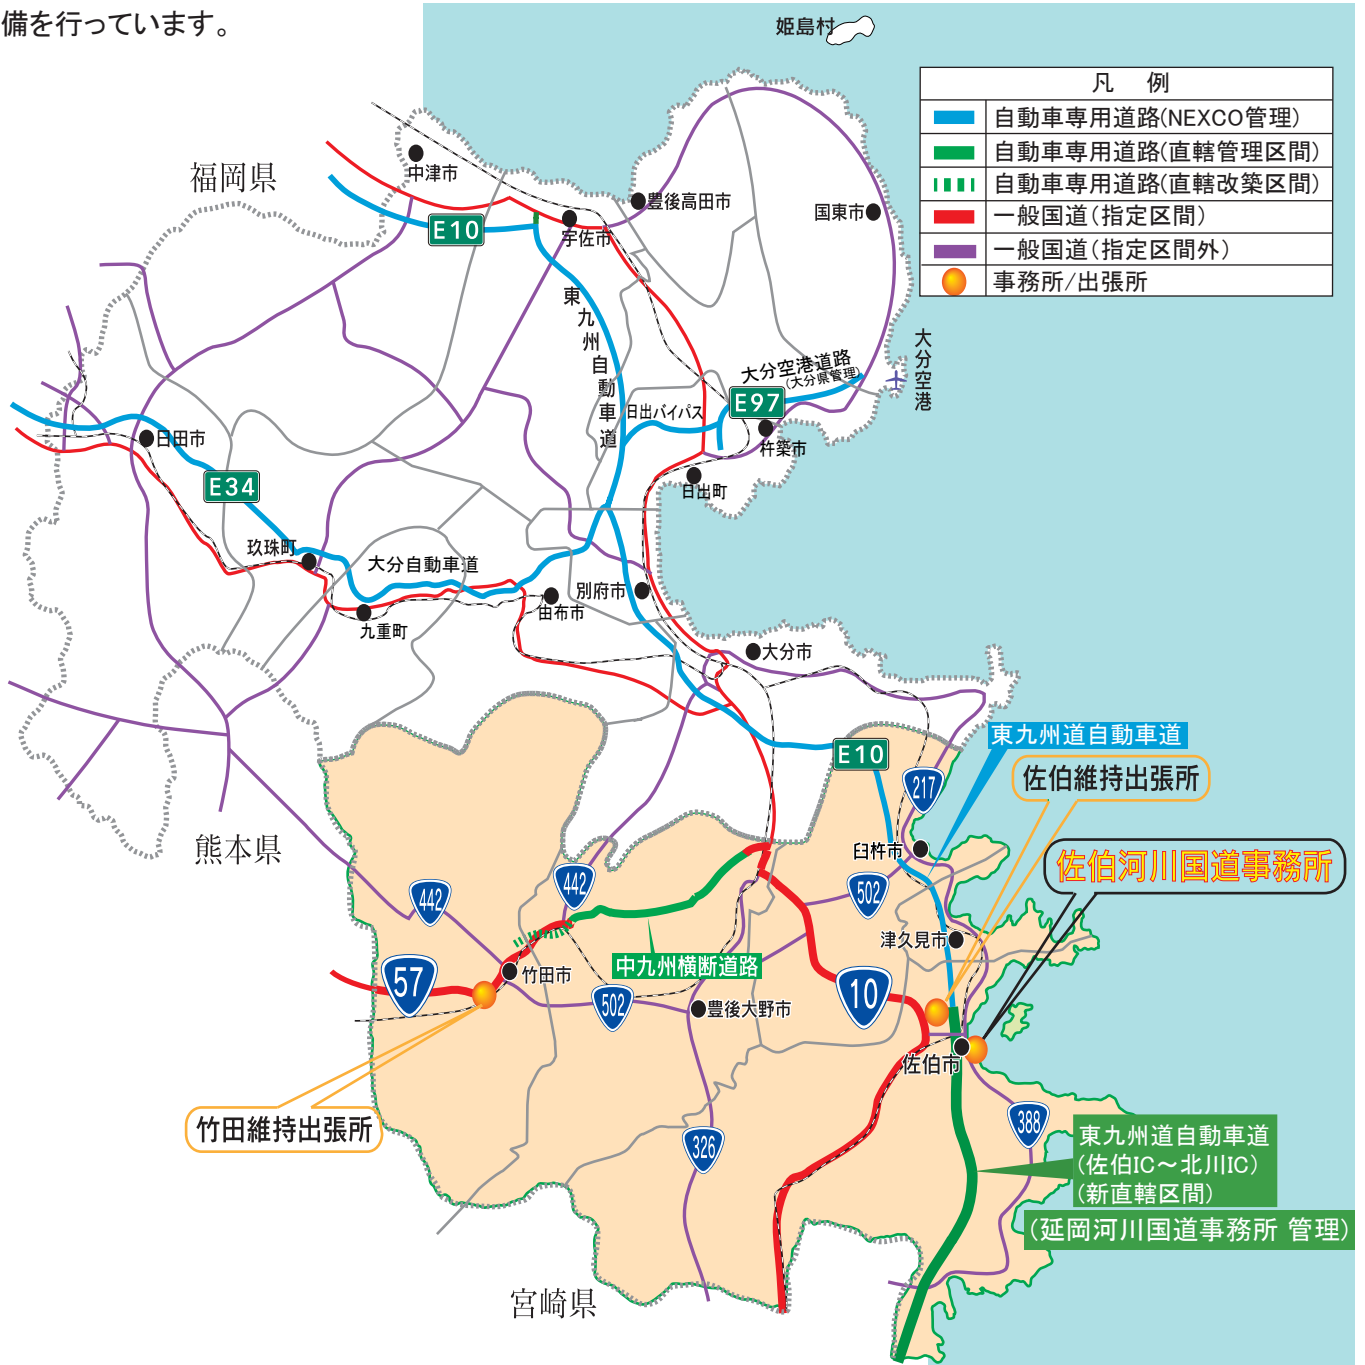 備を行っています。
姫島村
凡　例
自動車専用道路(NEXCO管理)
自動車専用道路(直轄管理区間)
自動車専用道路(直轄改築区間)
一般国道(指定区間)
一般国道(指定区間外)
事務所/出張所
福岡県
中津市
豊後高田市
国東市
E10
宇佐市
東九州自動車道
大分空港道路
(大分県管理)
大分空港
E97
日出バイパス
杵築市
日田市
E34
日出町
玖珠町
大分自動車道
別府市
由布市
九重町
大分市
東九州道自動車道
E10
佐伯維持出張所
217
熊本県
臼杵市
佐伯河川国道事務所
442
442
502
津久見市
中九州横断道路
竹田市
57
10
502
豊後大野市
佐伯市
竹田維持出張所
388
326
東九州道自動車道
(佐伯IC～北川IC)
(新直轄区間)
(延岡河川国道事務所 管理)
宮崎県